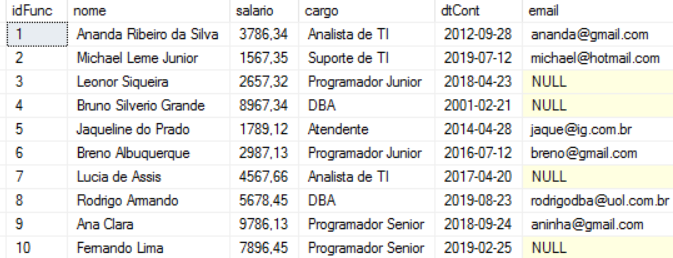 idFunc nome salario cargo dtCont email
1 Ananda Ribeiro da Silva 3786,34 Analista de TI 2012-09-28 ananda@gmail.com
2 Michael Leme Junior 1567,35 Suporte de TI 2019-07-12 michael@hotmail.com
3 Leonor Siqueira 2657,32 Programador Junior 2018-04-23 NULL
4 Bruno Silverio Grande 8967,34 DBA 2001-02-21 NULL
5 Jaqueline do Prado 1789,12 Atendente 2014-04-28 jaque@ig.com.br
6 Breno Albuquerque 2987,13 Programador Junior 2016-07-12 breno@gmail.com
7 Lucia de Assis 4567,66 Analista de TI 2017-04-20 NULL
8 Rodrigo Armando 5678,45 DBA 2019-08-23 rodrigodba@uol.com.br
9 Ana Clara 9786,13 Programador Senior 2018-09-24 aninha@gmail.com
10 Fernando Lima 7896,45 Programador Senior 2019-02-25 NULL